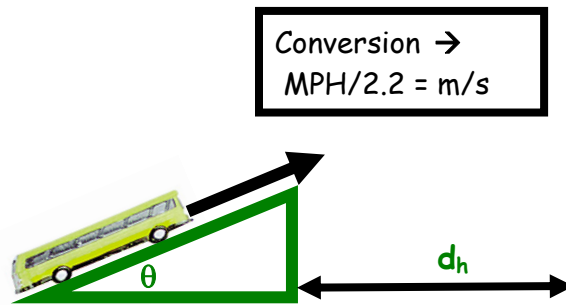 Conversion →
MPH/2.2 = m/s
dh
θ